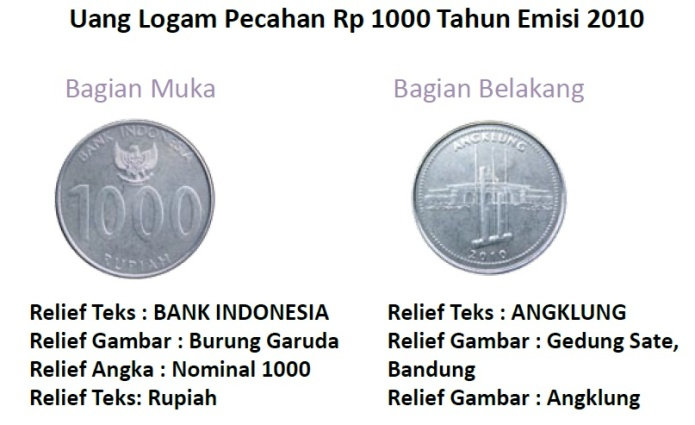 Uang Logam Pecahan Rp 1000 Tahun Emisi 2010
Bagian Muka
BANK INDONESIA
1000
RUPIAH
Relief Teks : BANK INDONESIA
Relief Gambar : Burung Garuda
Relief Angka : Nominal 1000
Relief Teks: Rupiah
Bagian Belakang
ANGKLUNG
2010
Relief Teks : ANGKLUNG
Relief Gambar : Gedung Sate,
Bandung
Relief Gambar : Angklung